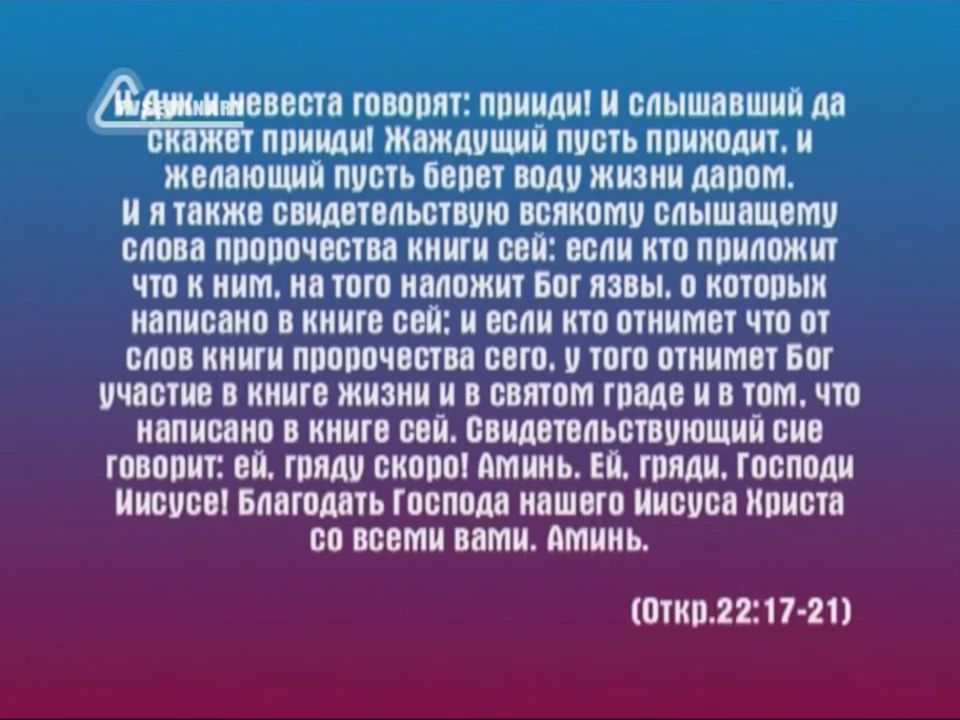 TVSEMINARY
И Дух и невеста говорят: прииди! И слышавший да
скажет прииди! Жаждущий пусть приходит, и
желающий пусть берет воду жизни даром.
И я также свидетельствую всякому слышащему
слова пророчества книги сей: если кто приложит
что к ним, на того наложит Бог язвы, о которых
написано в книге сей; и если кто отнимет что от
слов книги пророчества сего, у того отнимет Бог
участие в книге жизни и в святом граде и в том, что
написано в книге сей. Свидетельствующий сие
говорит: ей, гряду скоро! Аминь. Ей, гряди, Господи
Иисусе! Благодать Господа нашего Иисуса Христа
со всеми вами. Аминь.
(Откр.22:17-21)